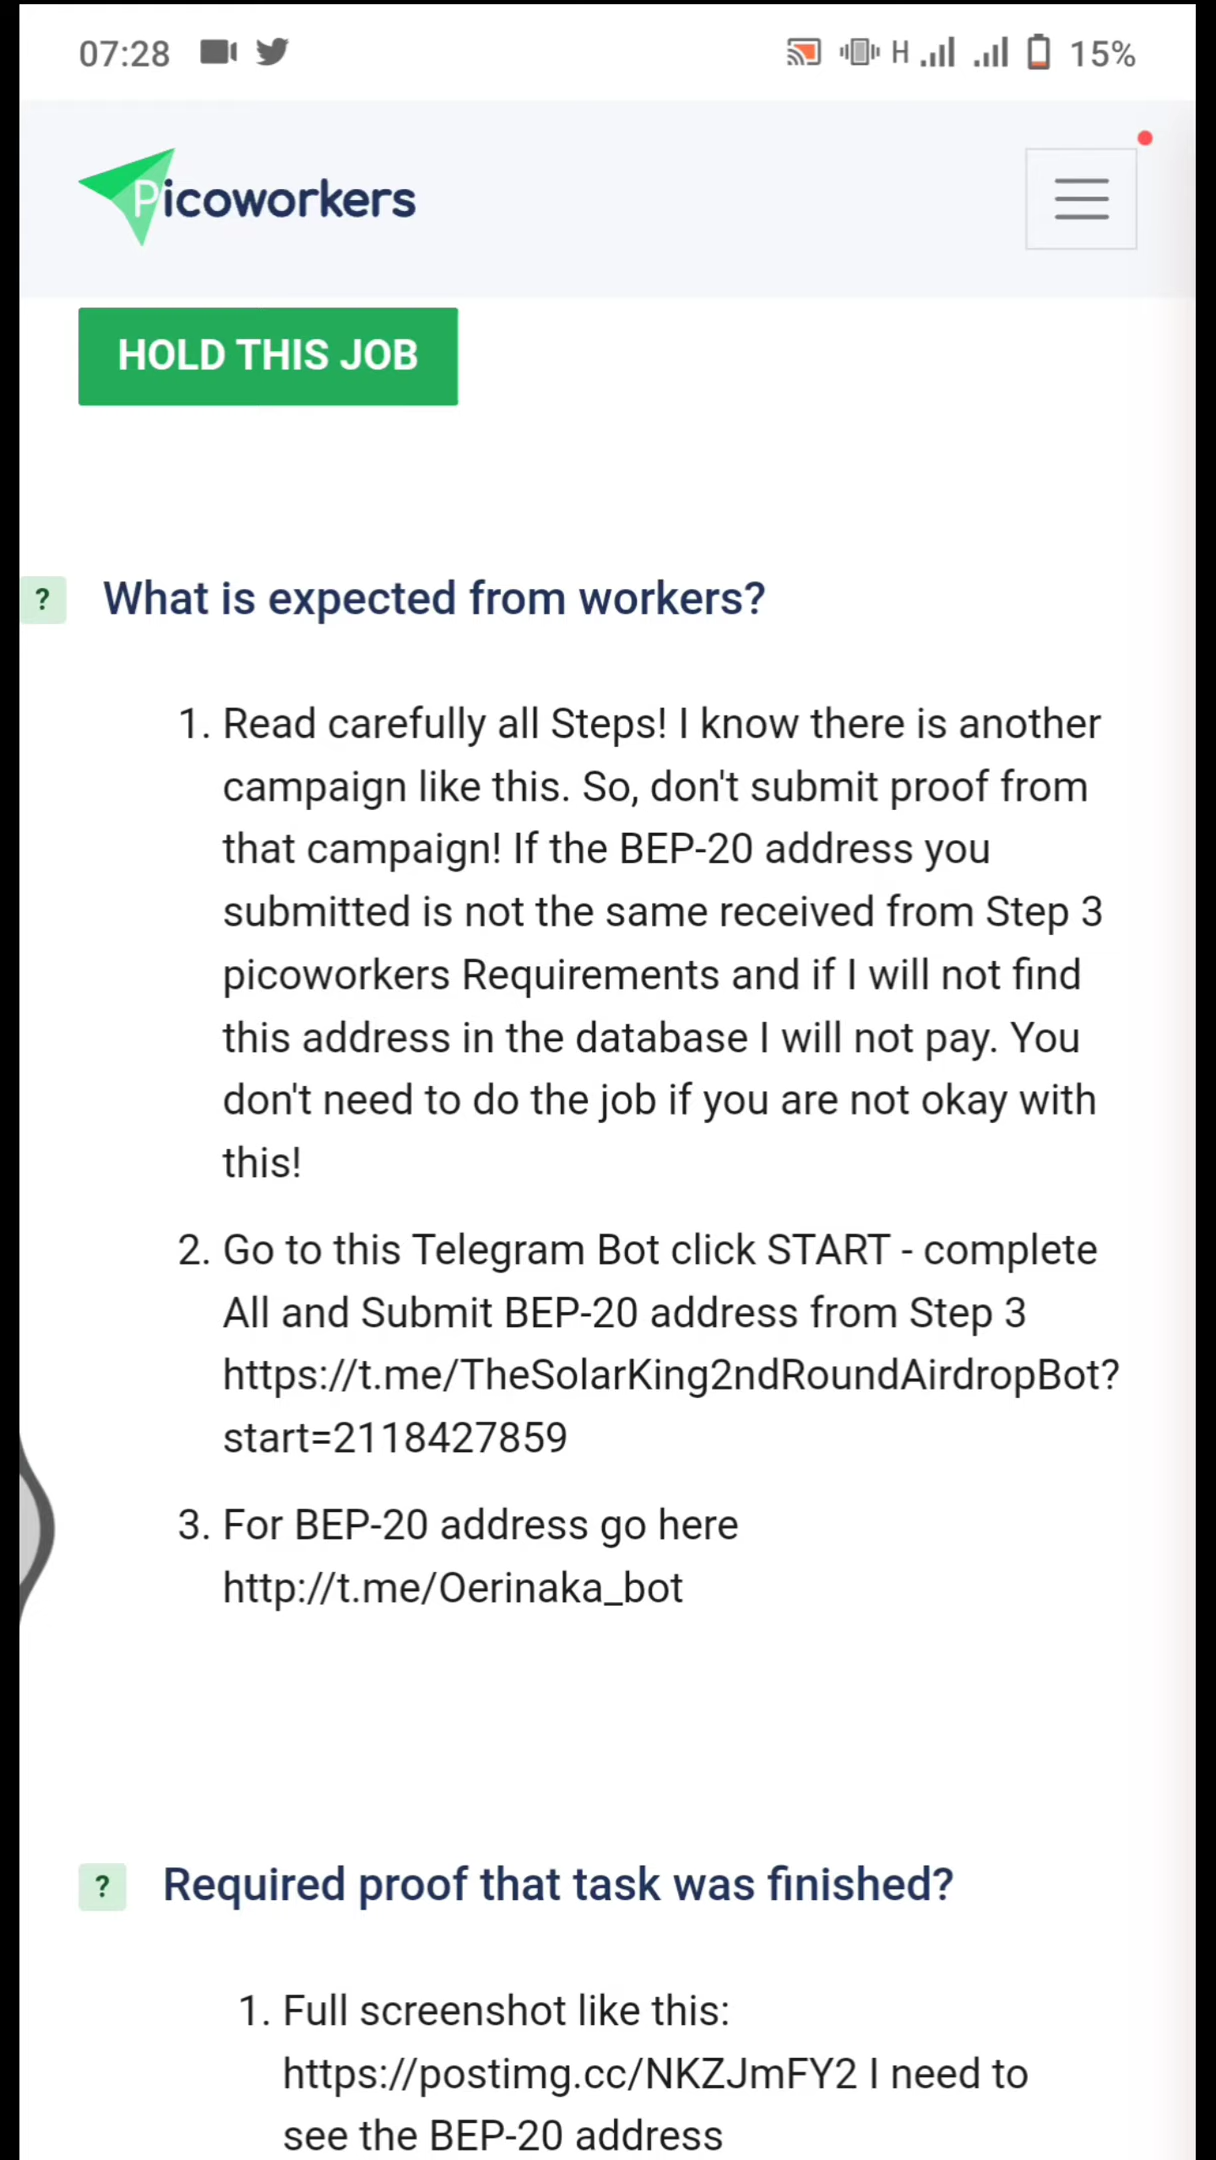 07:28 H 15%
Picoworkers
HOLD THIS JOB
? What is expected from workers?
1. Read carefully all Steps! I know there is another
campaign like this. So, don't submit proof from
that campaign! If the BEP-20 address you
submitted is not the same received from Step 3
picoworkers Requirements and if I will not find
this address in the database I will not pay. You
don't need to do the job if you are not okay with
this!
2. Go to this Telegram Bot click START - complete
All and Submit BEP-20 address from Step 3
https://t.me/TheSolarKing2ndRoundAirdropBot?
start=2118427859
3. For BEP-20 address go here
http://t.me/Oerinaka_bot
? Required proof that task was finished?
1. Full screenshot like this:
https://postimg.cc/NKZJmFY2 I need to
see the BEP-20 address